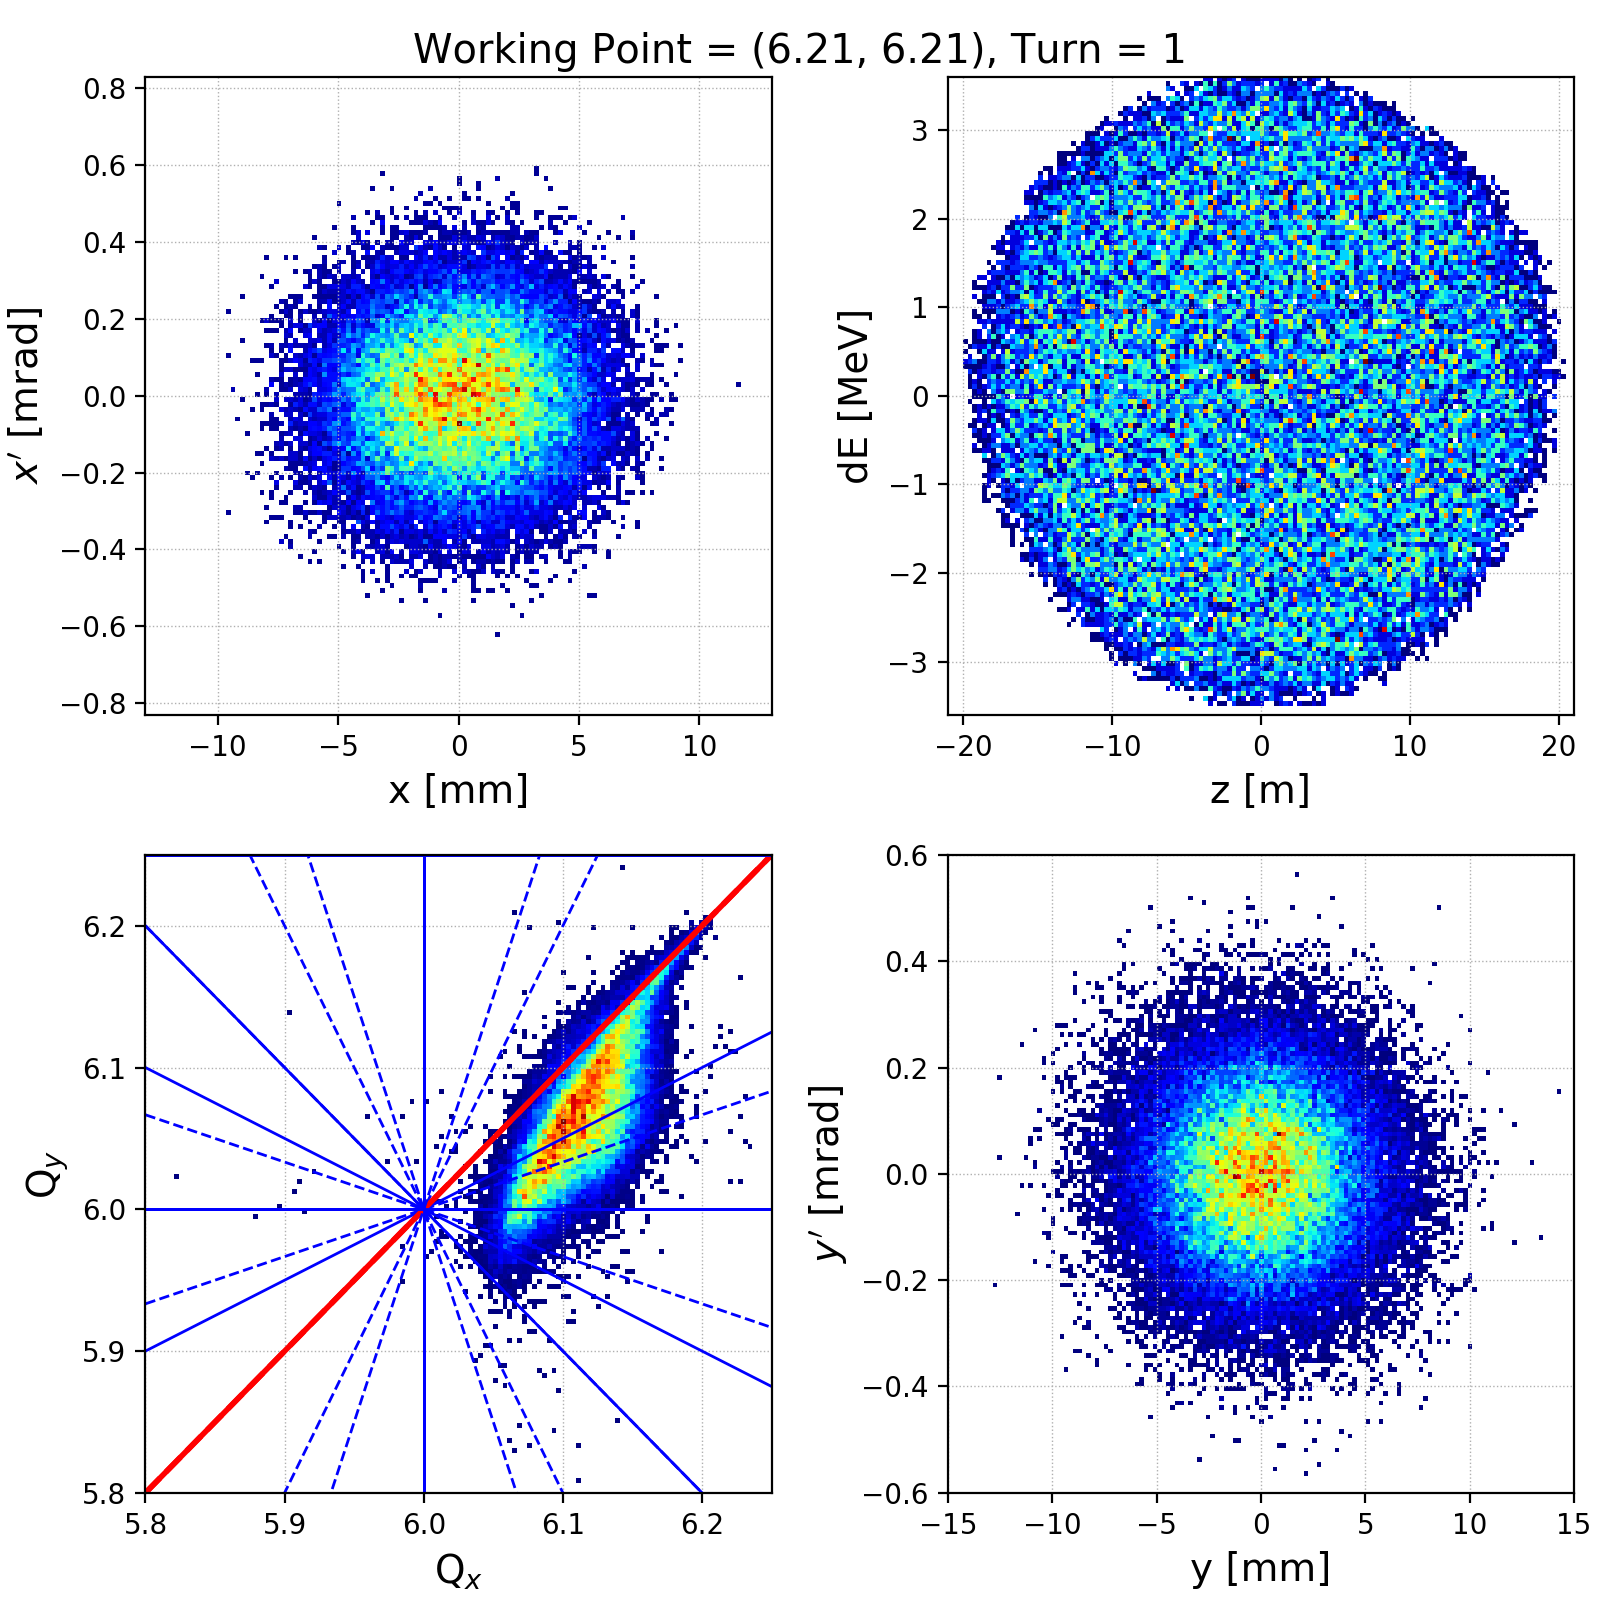 Working Point = (6.21, 6.21), Turn = 1
0.8
0.6
0.4
0.2
0.0
−0.2
−0.4
−0.6
−0.8
x′ [mrad]
−10 −5 0 5 10
x [mm]
3
2
1
0
−1
−2
−3
dE [MeV]
−20 −10 0 10 20
z [m]
6.2
6.1
6.0
5.9
5.8
Qy
5.8 5.9 6.0 6.1 6.2
Qx
0.6
0.4
0.2
0.0
−0.2
−0.4
−0.6
y′ [mrad]
−15 −10 −5 0 5 10 15
y [mm]